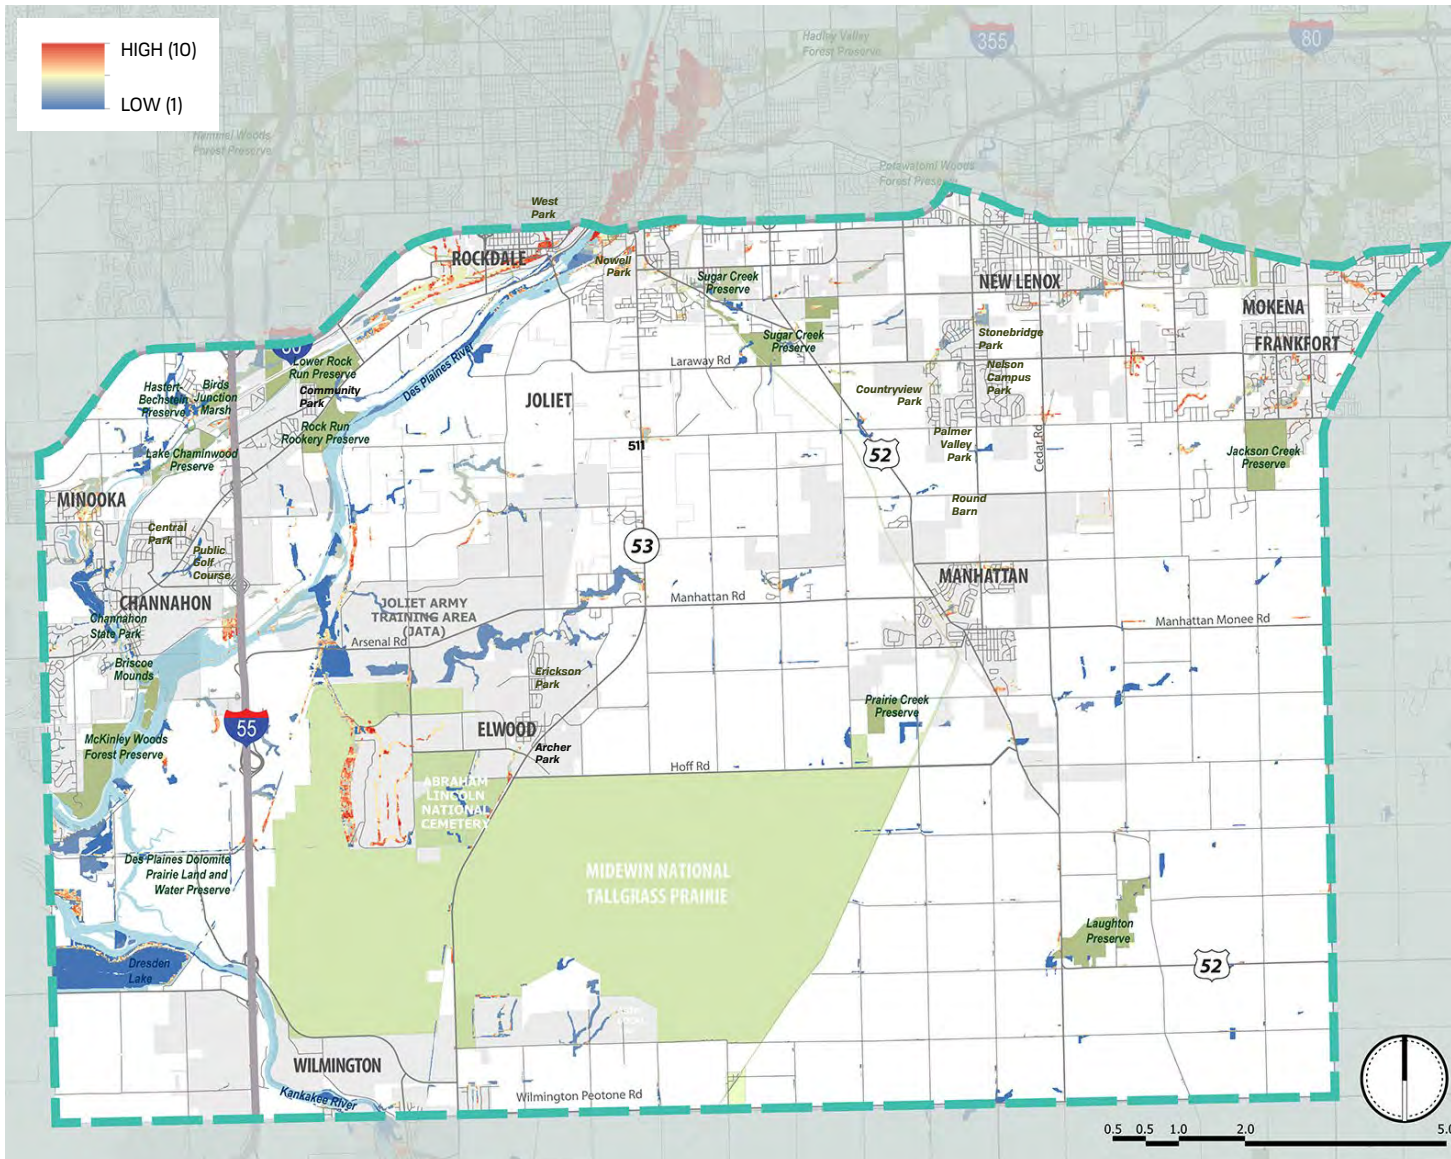 HIGH (10)
LOW (1)
Hadley Valley
Forest Preserve
355
80
Hammel Woods
Forest Preserve
Potawatomi Woods
Forest Preserve
West
Park
ROCKDALE
Nowell
Park
Sugar Creek
Preserve
NEW LENOX
MOKENA
FRANKFORT
Stonebridge
Park
Sugar Creek
Preserve
Laraway Rd
Nelson
Campus
Park
Countryview
Park
80
Lower Rock
Run Preserve
Community
Park
Des Plaines River
Hastert-
Bechstein
Preserve
Birds
Junction
Marsh
JOLIET
Rock Run
Rookery Preserve
Lake Chaminwood
Preserve
511
52
Palmer
Valley
Park
Cedar Rd
Jackson Creek
Preserve
MINOOKA
Round
Barn
Central
Park
Public
Golf
Course
53
MANHATTAN
CHANNAHON
Channahon
State Park
JOLIET ARMY
TRAINING AREA
(JATA)
Arsenal Rd
Manhattan Rd
Manhattan Monee Rd
Briscoe
Mounds
Erickson
Park
Prairie Creek
Preserve
55
ELWOOD
McKinley Woods
Forest Preserve
Archer
Park
Hoff Rd
ABRAHAM
LINCOLN
NATIONAL
CEMETERY
Des Plaines Dolomite
Prairie Land and
Water Preserve
MIDEWIN NATIONAL
TALLGRASS PRAIRIE
Laughton
Preserve
Dresden
Lake
52
WILMINGTON
Kankakee River
Wilmington Peotone Rd
0.5 0.5 1.0 2.0 5.0